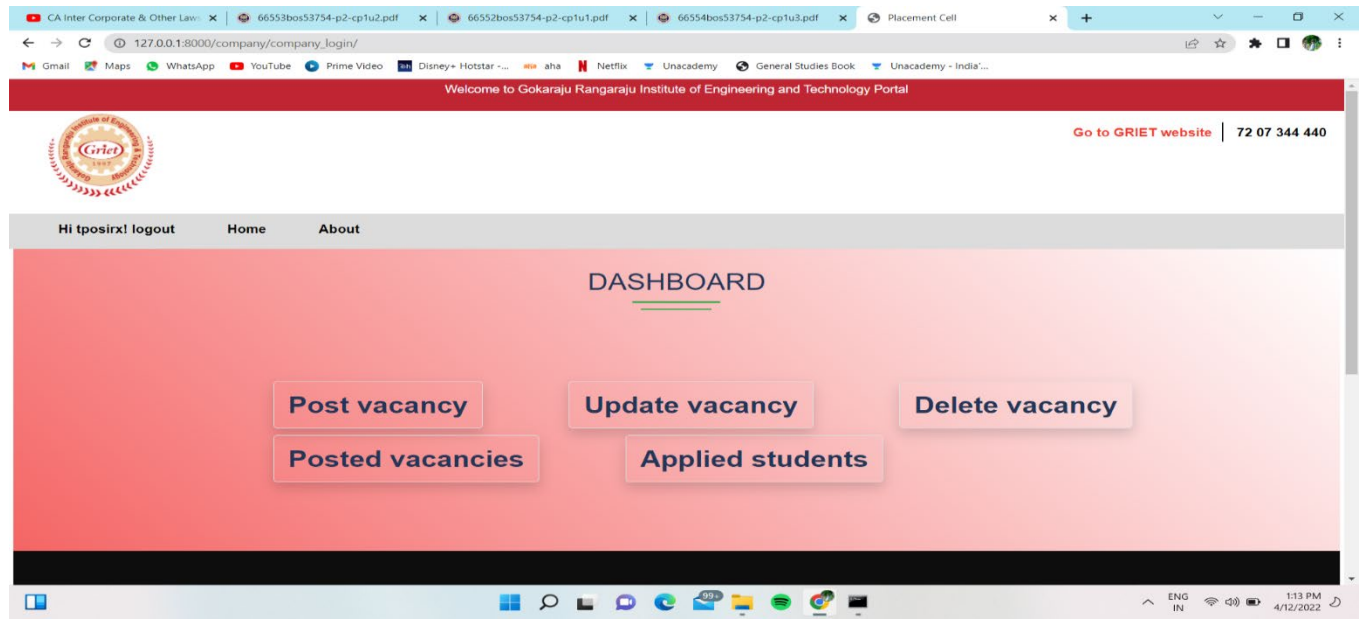 CA Inter Corporate & Other Laws
66553bos53754-p2-cp1u2.pdf
66552bos53754-p2-cp1u1.pdf
66554bos53754-p2-cp1u3.pdf
Placement Cell
127.0.0.1:8000/company/company_login/
Gmail Maps WhatsApp YouTube Prime Video Disney+ Hotstar -... aha Netflix Unacademy General Studies Book Unacademy - India'...
Welcome to Gokaraju Rangaraju Institute of Engineering and Technology Portal
Griet
1997
Go to GRIET website 72 07 344 440
Hi tposirx! logout Home About
DASHBOARD
Post vacancy Update vacancy Delete vacancy
Posted vacancies Applied students
99+
ENG
IN
1:13 PM
4/12/2022